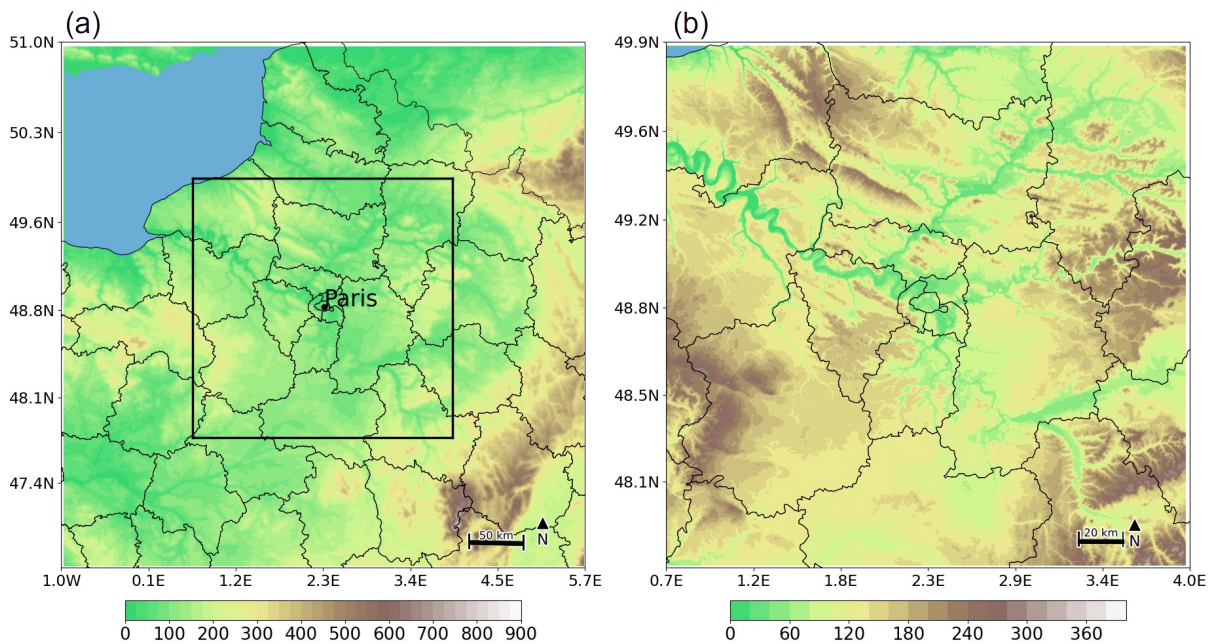 (a)
51.0N
50.3N
49.6N
48.8N
48.1N
47.4N
Paris
50 km
N
1.0W 0.1E 1.2E 2.3E 3.4E 4.5E 5.7E
0 100 200 300 400 500 600 700 800 900
(b)
49.9N
49.6N
49.2N
48.8N
48.5N
48.1N
20 km
N
0.7E 1.2E 1.8E 2.3E 2.9E 3.4E 4.0E
0 60 120 180 240 300 360